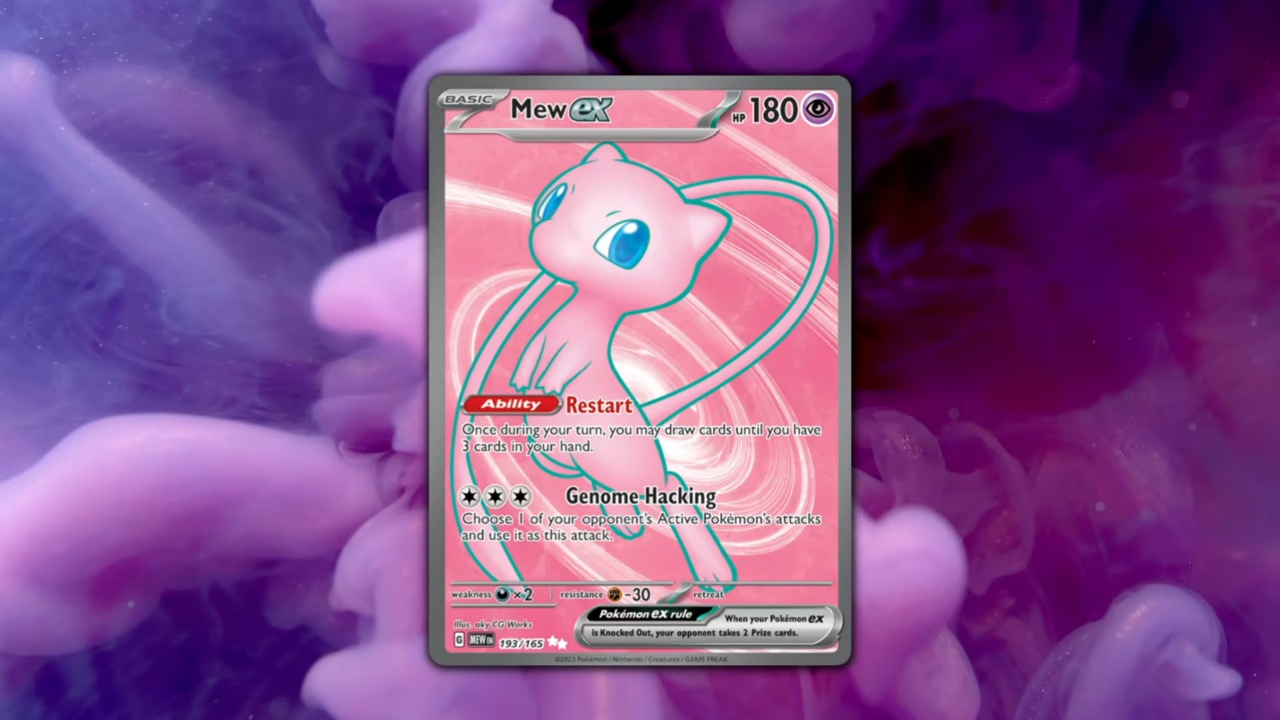 BASIC Mew ex HP 180
Ability Restart
Once during your turn, you may draw cards until you have
3 cards in your hand.
Genome Hacking
Choose 1 of your opponent's Active Pokémon's attacks
and use it as this attack.
weakness ×2 resistance -30 retreat
Pokémon ex rule When your Pokémon ex
is Knocked Out, your opponent takes 2 Prize cards.
Illus. aky CG Works
G MEW EN 193/165
©2023 Pokémon / Nintendo / Creatures / GAME FREAK